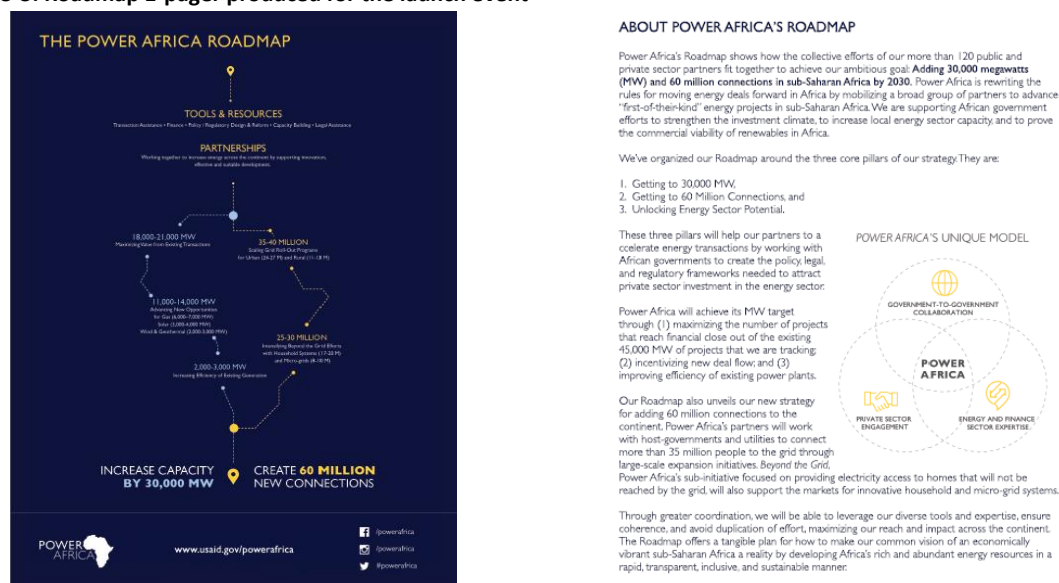 THE POWER AFRICA ROADMAP
TOOLS & RESOURCES
Transaction Assistance • Finance • Policy / Regulatory Design & Reform • Capacity Building • Legal Assistance
PARTNERSHIPS
Working together to increase energy across the continent by supporting innovation,
effective and suitable development.
18,000-21,000 MW
Maximizing Value from Existing Transactions
35-40 MILLION
Scaling Grid Roll-Out Programs
for Urban (24-27 M) and Rural (11-18 M)
11,000-14,000 MW
Advancing New Opportunities
for Gas (6,000-7,000 MW)
Solar (3,000-4,000 MW)
Wind & Geothermal (2,000-3,000 MW)
25-30 MILLION
Intensifying Beyond the Grid Efforts
with Household Systems (17-20 M)
and Micro-grids (8-10 M)
2,000-3,000 MW
Increasing Efficiency of Existing Generation
INCREASE CAPACITY
BY 30,000 MW
CREATE 60 MILLION
NEW CONNECTIONS
POWER
AFRICA
www.usaid.gov/powerafrica
/powerafrica
/powerafrica
#powerafrica
ABOUT POWER AFRICA'S ROADMAP
Power Africa's Roadmap shows how the collective efforts of our more than 120 public and
private sector partners fit together to achieve our ambitious goal: Adding 30,000 megawatts
(MW) and 60 million connections in sub-Saharan Africa by 2030. Power Africa is rewriting the
rules for moving energy deals forward in Africa by mobilizing a broad group of partners to advance
"first-of-their-kind" energy projects in sub-Saharan Africa. We are supporting African government
efforts to strengthen the investment climate, to increase local energy sector capacity, and to prove
the commercial viability of renewables in Africa.
We've organized our Roadmap around the three core pillars of our strategy. They are:
1. Getting to 30,000 MW,
2. Getting to 60 Million Connections, and
3. Unlocking Energy Sector Potential.
These three pillars will help our partners to a
ccelerate energy transactions by working with
African governments to create the policy, legal,
and regulatory frameworks needed to attract
private sector investment in the energy sector.
Power Africa will achieve its MW target
through (1) maximizing the number of projects
that reach financial close out of the existing
45,000 MW of projects that we are tracking;
(2) incentivizing new deal flow; and (3)
improving efficiency of existing power plants.
Our Roadmap also unveils our new strategy
for adding 60 million connections to the
continent. Power Africa's partners will work
with host-governments and utilities to connect
more than 35 million people to the grid through
large-scale expansion initiatives. Beyond the Grid,
Power Africa's sub-initiative focused on providing electricity access to homes that will not be
reached by the grid, will also support the markets for innovative household and micro-grid systems.
Through greater coordination, we will be able to leverage our diverse tools and expertise, ensure
coherence, and avoid duplication of effort, maximizing our reach and impact across the continent.
The Roadmap offers a tangible plan for how to make our common vision of an economically
vibrant sub-Saharan Africa a reality by developing Africa's rich and abundant energy resources in a
rapid, transparent, inclusive, and sustainable manner.
POWER AFRICA'S UNIQUE MODEL
GOVERNMENT-TO-GOVERNMENT
COLLABORATION
POWER
AFRICA
PRIVATE SECTOR
ENGAGEMENT
ENERGY AND FINANCE
SECTOR EXPERTISE